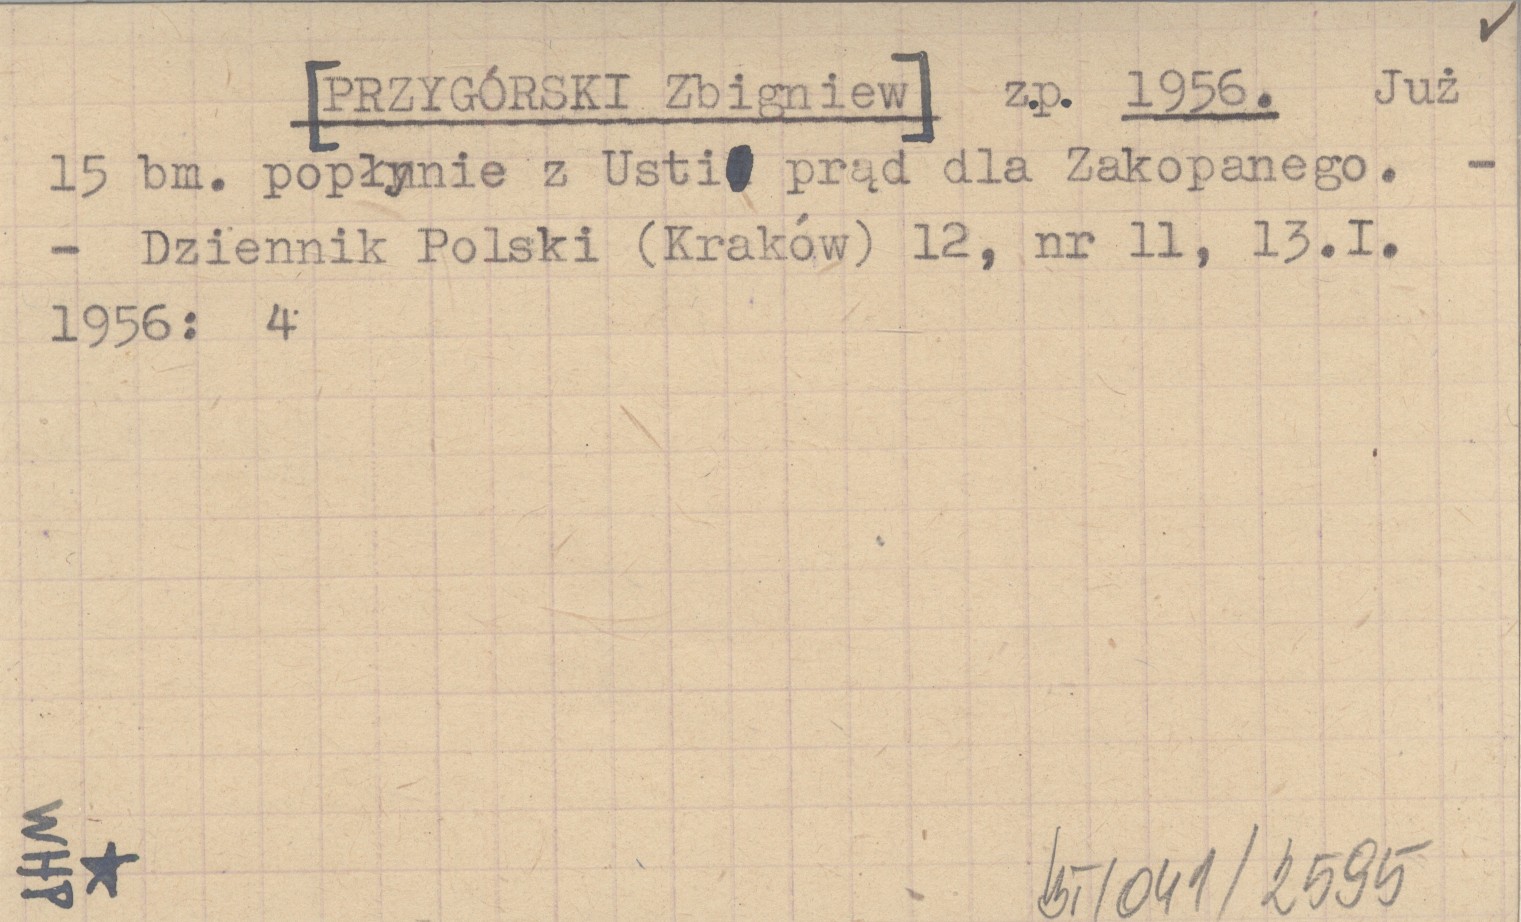 [PRZYGÓRSKI Zbigniew] z.p. 1956. Już
15 bm. popłynie z Usti prąd dla Zakopanego. -
- Dziennik Polski (Kraków) 12, nr 11, 13.I.
1956: 4
WHP
/041/2595